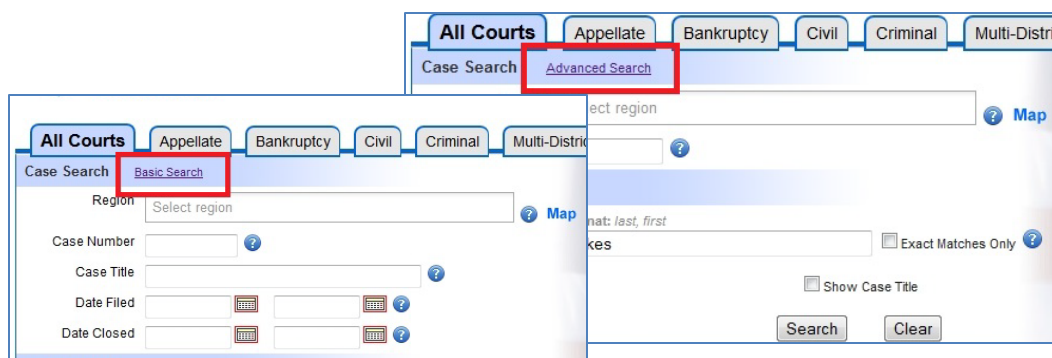 All Courts Appellate Bankruptcy Civil Criminal Multi-Distri
Case Search Advanced Search
ect region
Map
nat: last, first
kes
Exact Matches Only
Show Case Title
Search Clear
All Courts Appellate Bankruptcy Civil Criminal Multi-Distric
Case Search Basic Search
Region Select region
Map
Case Number
Case Title
Date Filed
Date Closed